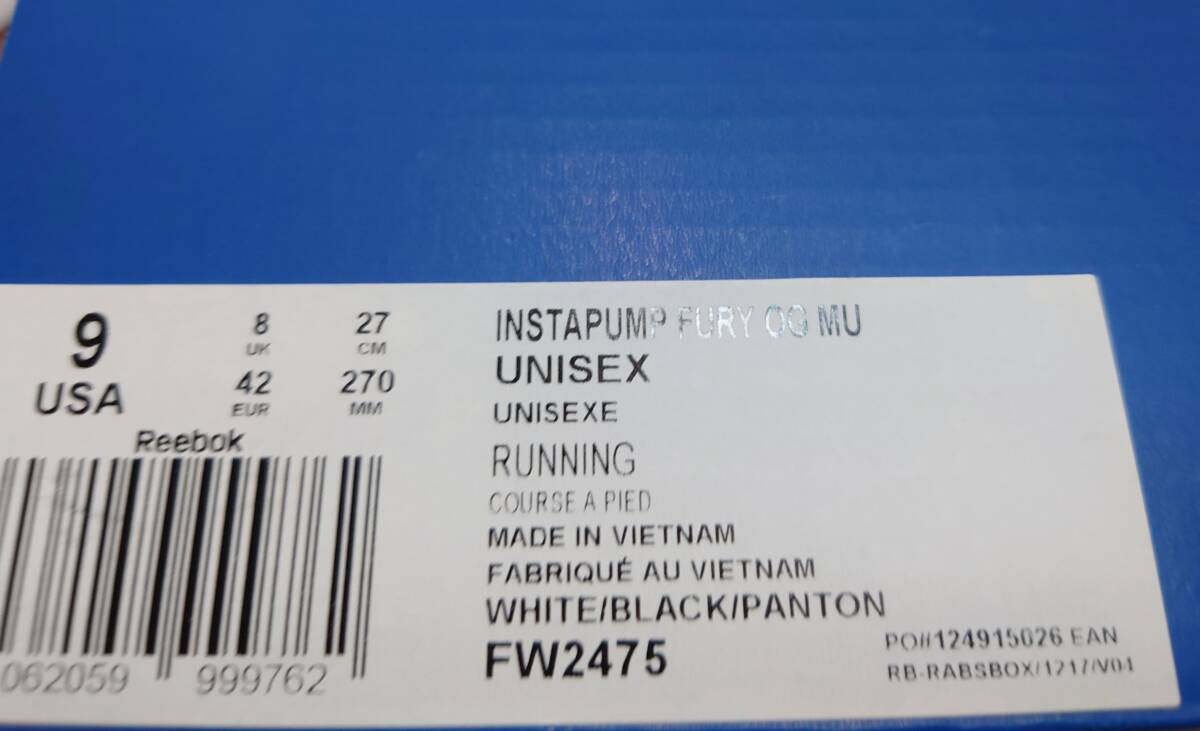 9
USA
8
UK
42
EUR
27
CM
270
MM
Reebok
062059 999762
INSTAPUMP FURY OG MU
UNISEX
UNISEXE
RUNNING
COURSE A PIED
MADE IN VIETNAM
FABRIQUÉ AU VIETNAM
WHITE/BLACK/PANTON
FW2475
PO#124915026 EAN
RB-RABSBOX/1217/V04